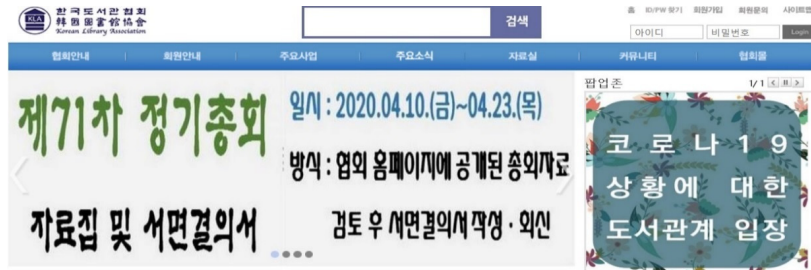 한국도서관협회
韓國圖書館協會
Korean Library Association
KLA
검색
홈 ID/PW 찾기 회원가입 회원문의 사이트맵
아이디 비밀번호 Login
협회안내 회원안내 주요사업 주요소식 자료실 커뮤니티 협회몰
제71차 정기총회
자료집 및 서면결의서
일시 : 2020.04.10.(금)~04.23.(목)
방식 : 협회 홈페이지에 공개된 총회자료
검토 후 서면결의서 작성 · 회신
팝업존 1/1
코로나19
상황에 대한
도서관계 입장